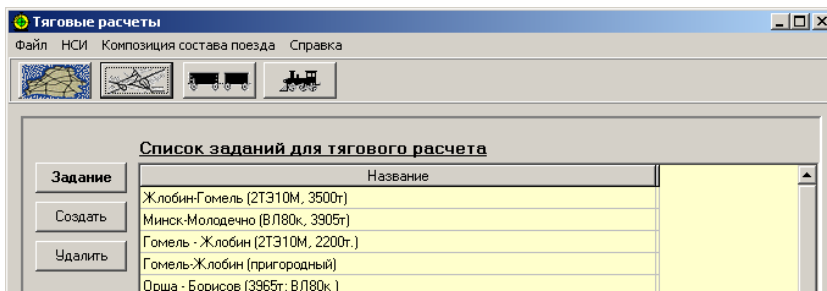 Тяговые расчеты
Файл НСИ Композиция состава поезда Справка
Список заданий для тягового расчета
Задание
Создать
Удалить
Название
Жлобин-Гомель (2ТЭ10М, 3500т)
Минск-Молодечно (ВЛ80к, 3905т)
Гомель - Жлобин (2ТЭ10М, 2200т.)
Гомель-Жлобин (пригородный)
Орша - Борисов (3965т; ВЛ80к )